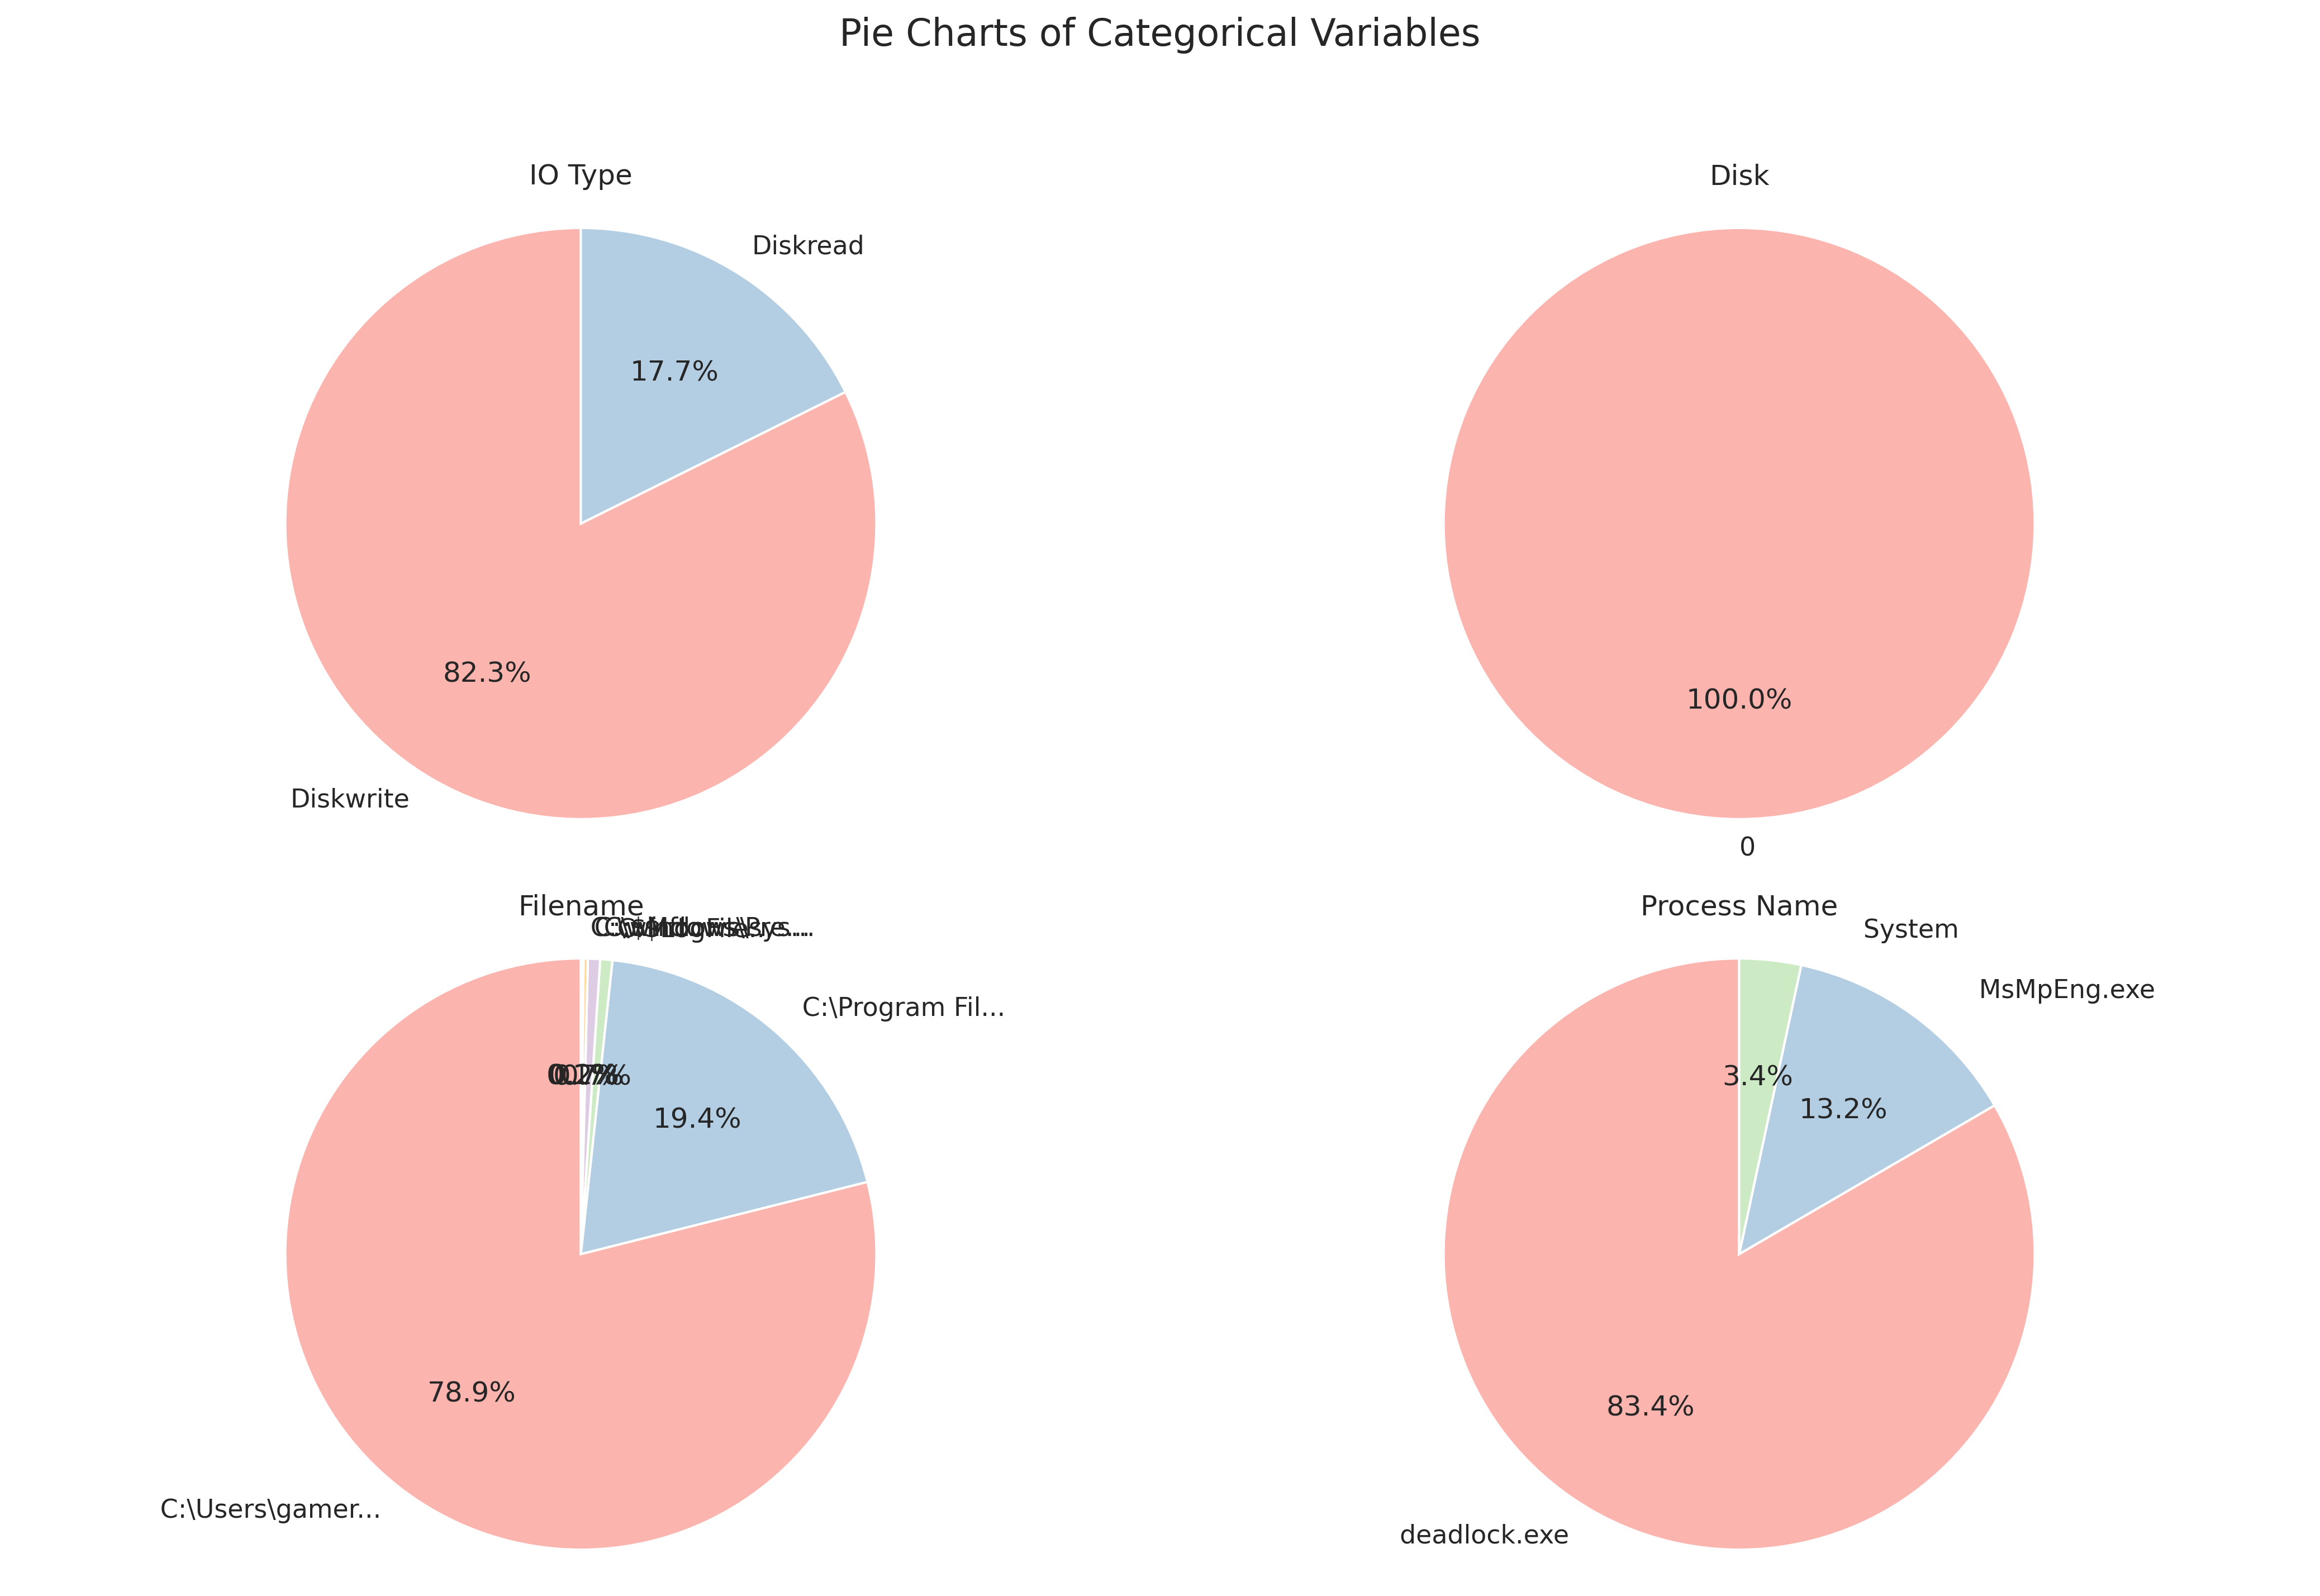 Pie Charts of Categorical Variables
IO Type
Diskread
17.7%
82.3%
Diskwrite
Disk
100.0%
0
Filename
C:\Program Fil...
19.4%
78.9%
C:\Users\gamer...
Process Name
System
MsMpEng.exe
3.4%
13.2%
83.4%
deadlock.exe